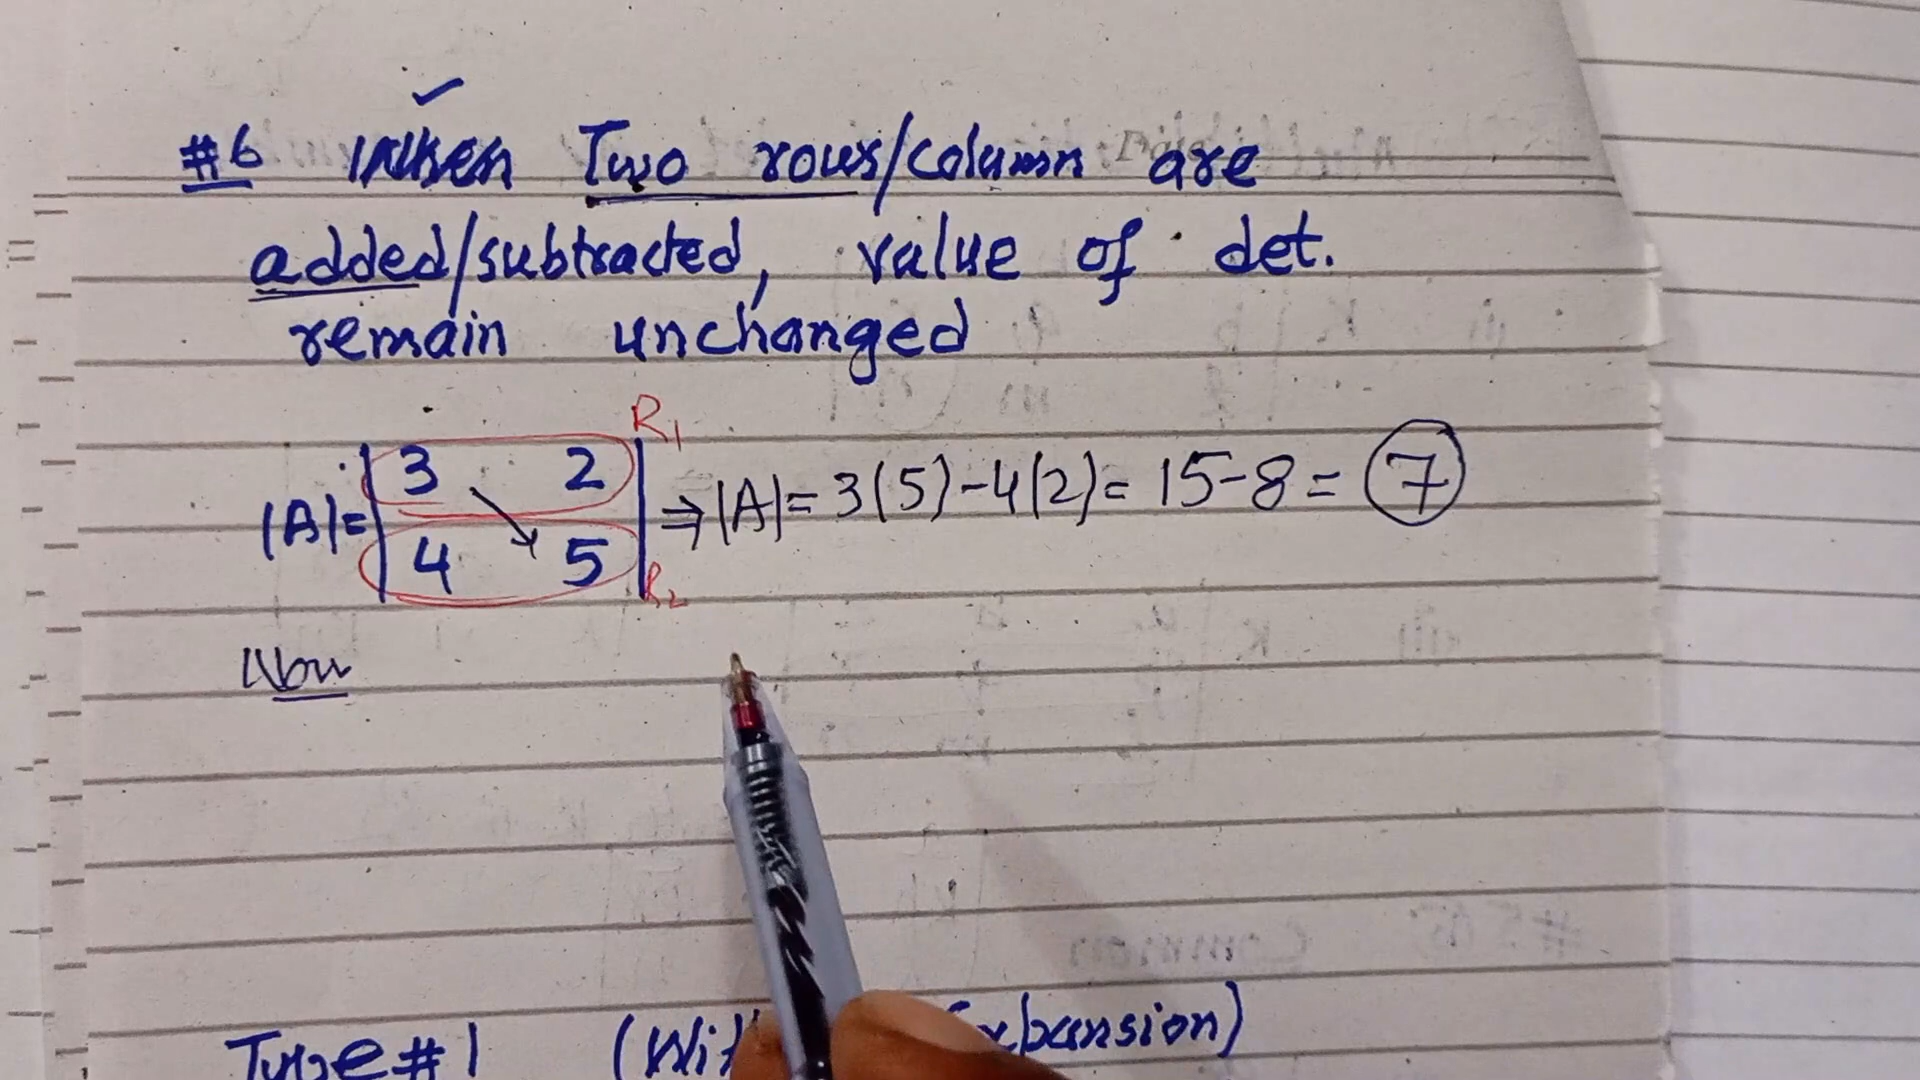 #6 When Two rows/column are
added/subtracted, value of det.
remain unchanged
|A|= | 3 2 | R1 ⇒ |A|= 3(5)-4(2)= 15-8= 7
| 4 5 | R2
Now
Type#1 (Wit xpansion)